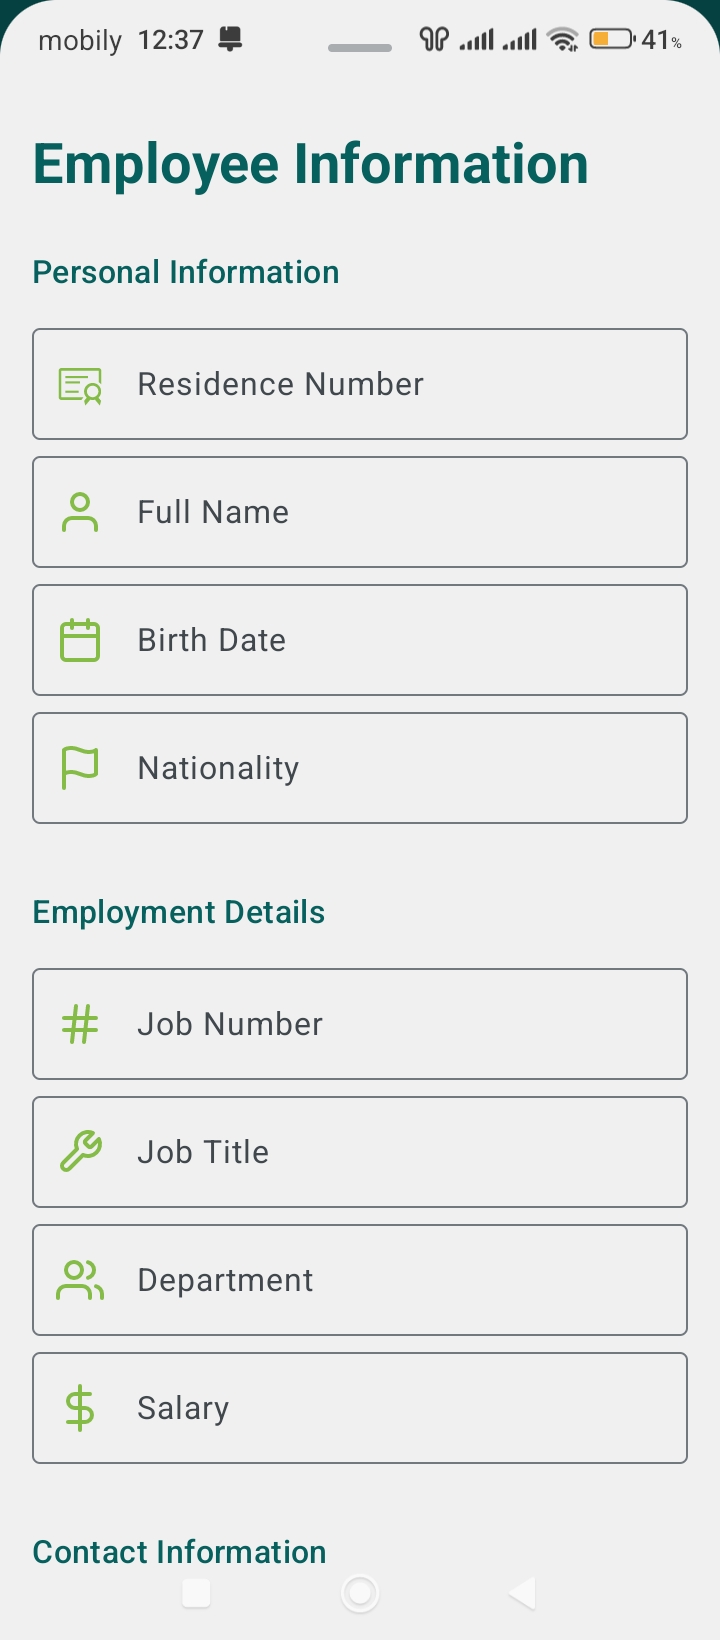 mobily 12:37 41%
Employee Information
Personal Information
Residence Number
Full Name
Birth Date
Nationality
Employment Details
# Job Number
Job Title
Department
$ Salary
Contact Information